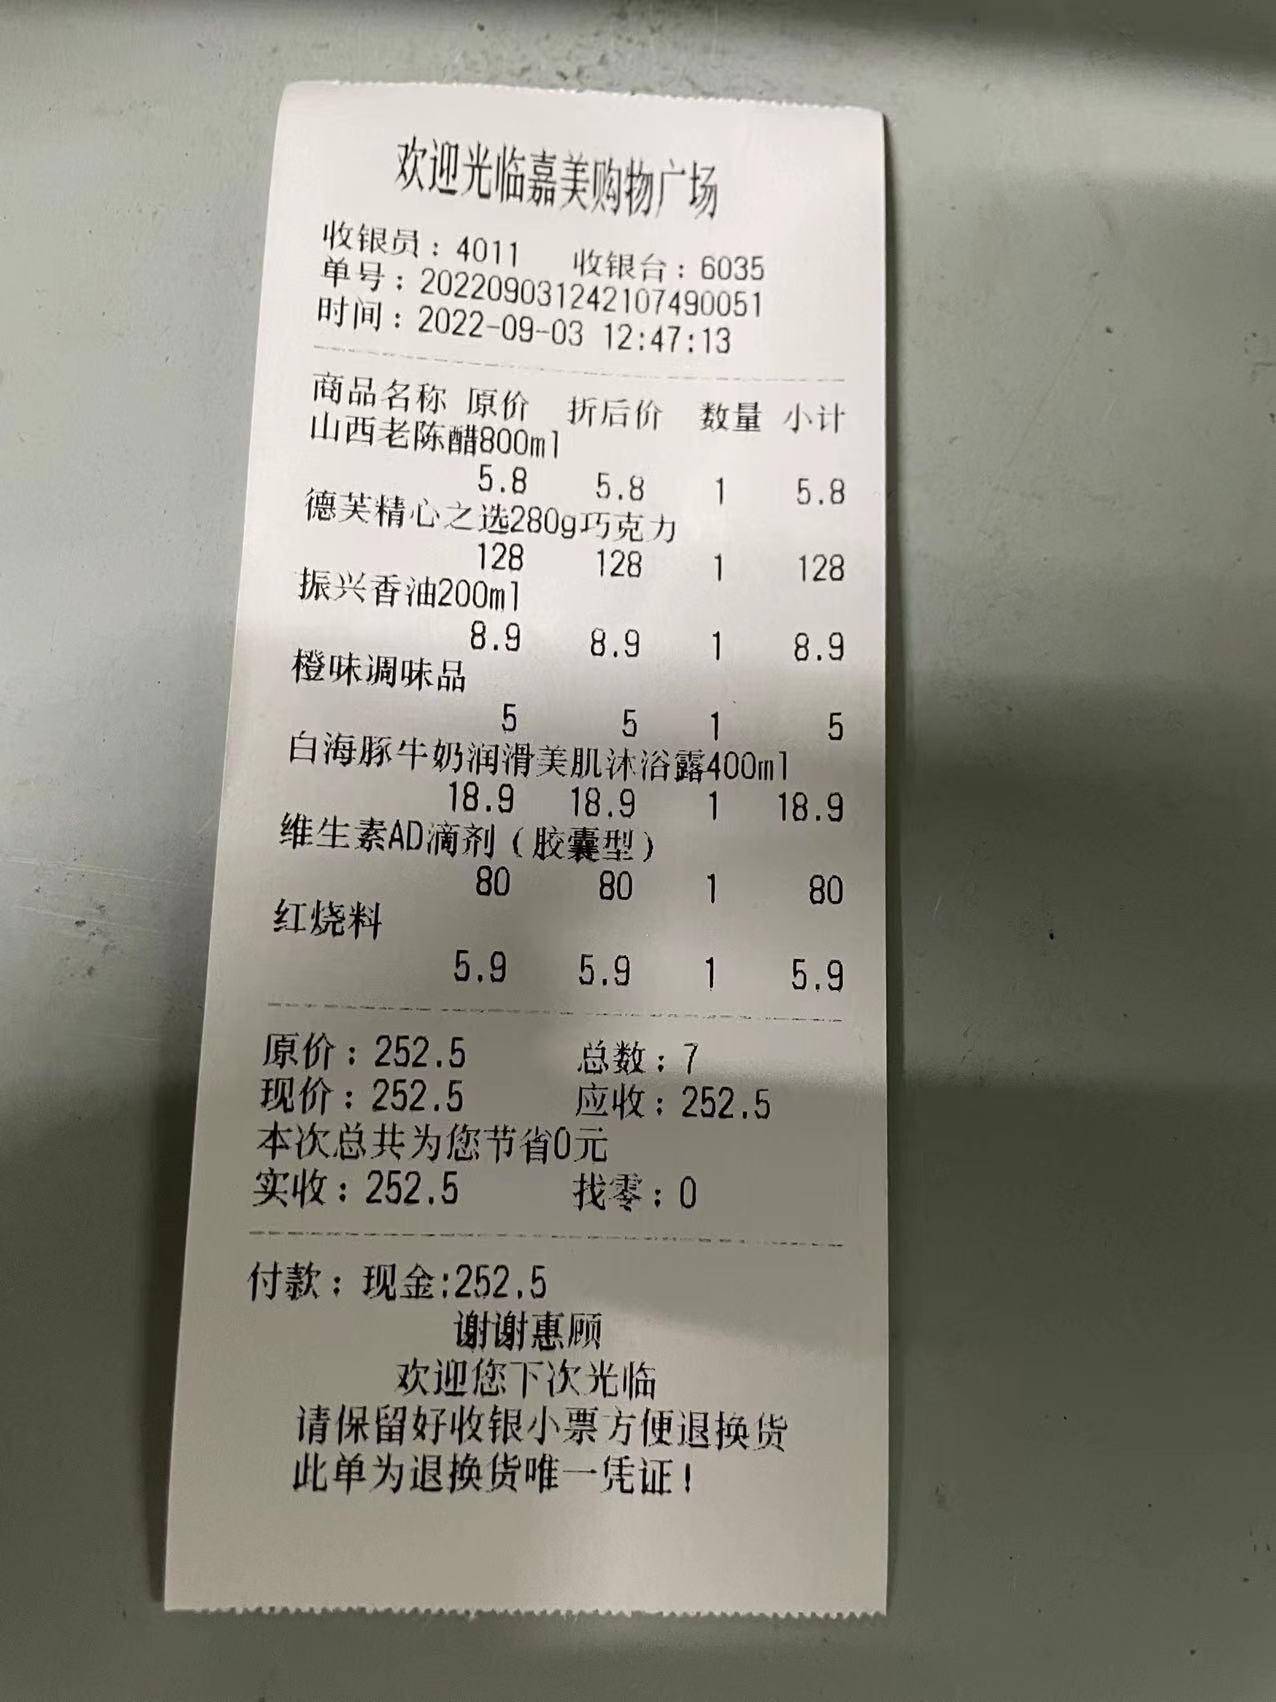 欢迎光临嘉美购物广场
收银员：4011 收银台：6035
单号：202209031242107490051
时间：2022-09-03 12:47:13
商品名称 原价 折后价 数量 小计
山西老陈醋800ml
5.8 5.8 1 5.8
德芙精心之选280g巧克力
128 128 1 128
振兴香油200ml
8.9 8.9 1 8.9
橙味调味品
5 5 1 5
白海豚牛奶润滑美肌沐浴露400ml
18.9 18.9 1 18.9
维生素AD滴剂（胶囊型）
80 80 1 80
红烧料
5.9 5.9 1 5.9
原价：252.5 总数：7
现价：252.5 应收：252.5
本次总共为您节省0元
实收：252.5 找零：0
付款：现金:252.5
谢谢惠顾
欢迎您下次光临
请保留好收银小票方便退换货
此单为退换货唯一凭证！